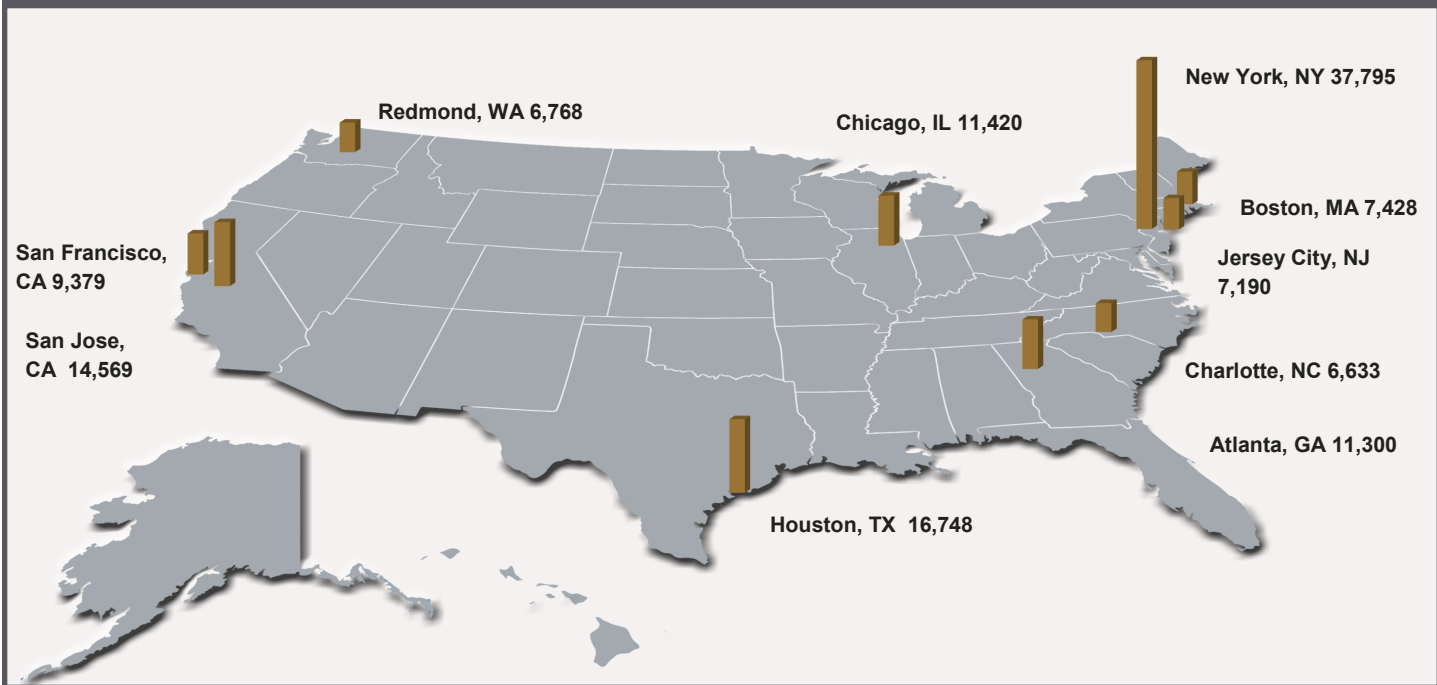 New York, NY 37,795
Redmond, WA 6,768
Chicago, IL 11,420
Boston, MA 7,428
San Francisco,
CA 9,379
Jersey City, NJ
7,190
San Jose,
CA 14,569
Charlotte, NC 6,633
Atlanta, GA 11,300
Houston, TX 16,748